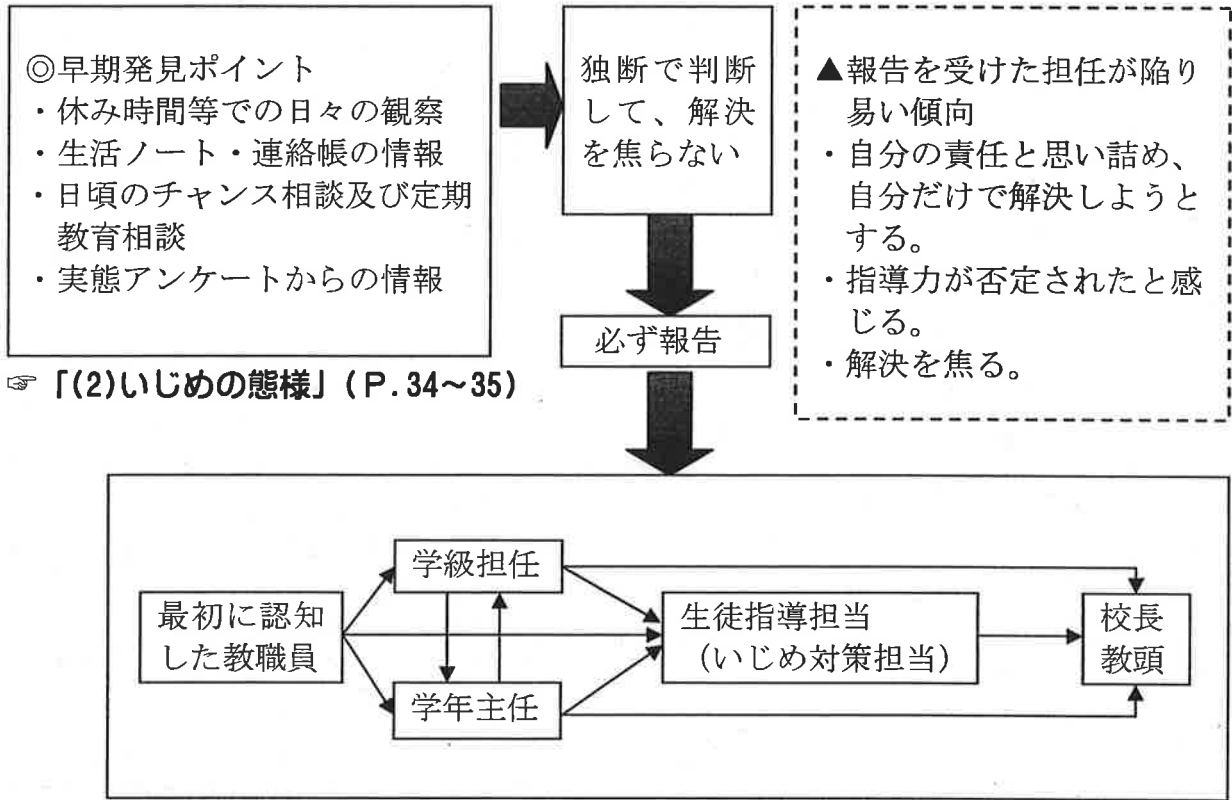 ◎早期発見ポイント
・休み時間等での日々の観察
・生活ノート・連絡帳の情報
・日頃のチャンス相談及び定期
教育相談
・実態アンケートからの情報
☞「(2)いじめの態様」(P.34～35)
独断で判断
して、解決
を焦らない
必ず報告
▲報告を受けた担任が陥り
易い傾向
・自分の責任と思い詰め、
自分だけで解決しようと
する。
・指導力が否定されたと感
じる。
・解決を焦る。
最初に認知
した教職員
学級担任
学年主任
生徒指導担当
(いじめ対策担当)
校長
教頭